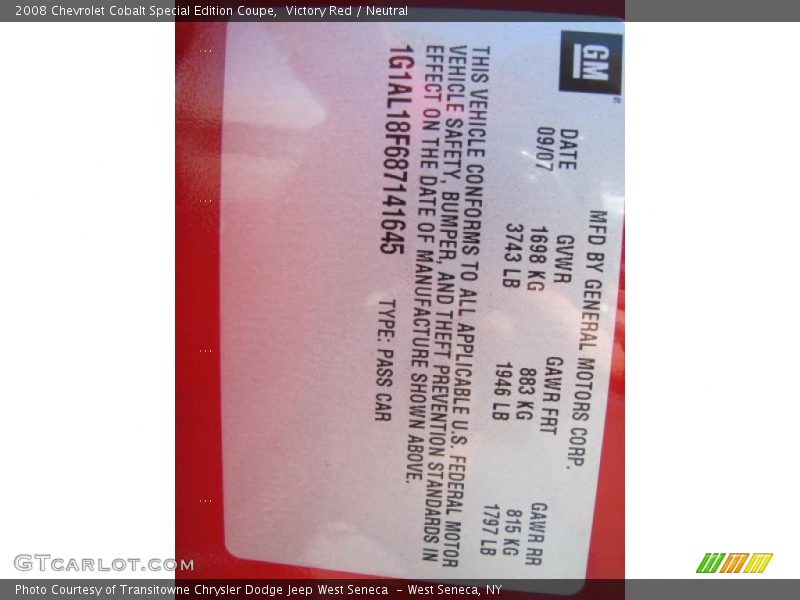 2008 Chevrolet Cobalt Special Edition Coupe,  Victory Red / Neutral
GM
®
MFD BY GENERAL MOTORS CORP.
DATE GVWR GAWR FRT GAWR RR
09/07 1698 KG 883 KG 815 KG
3743 LB 1946 LB 1797 LB
THIS VEHICLE CONFORMS TO ALL APPLICABLE U.S. FEDERAL MOTOR
VEHICLE SAFETY, BUMPER, AND THEFT PREVENTION STANDARDS IN
EFFECT ON THE DATE OF MANUFACTURE SHOWN ABOVE.
1G1AL18F687141645 TYPE: PASS CAR
GTCarLot.com
Photo Courtesy of Transitowne Chrysler Dodge Jeep West Seneca  - West Seneca, NY